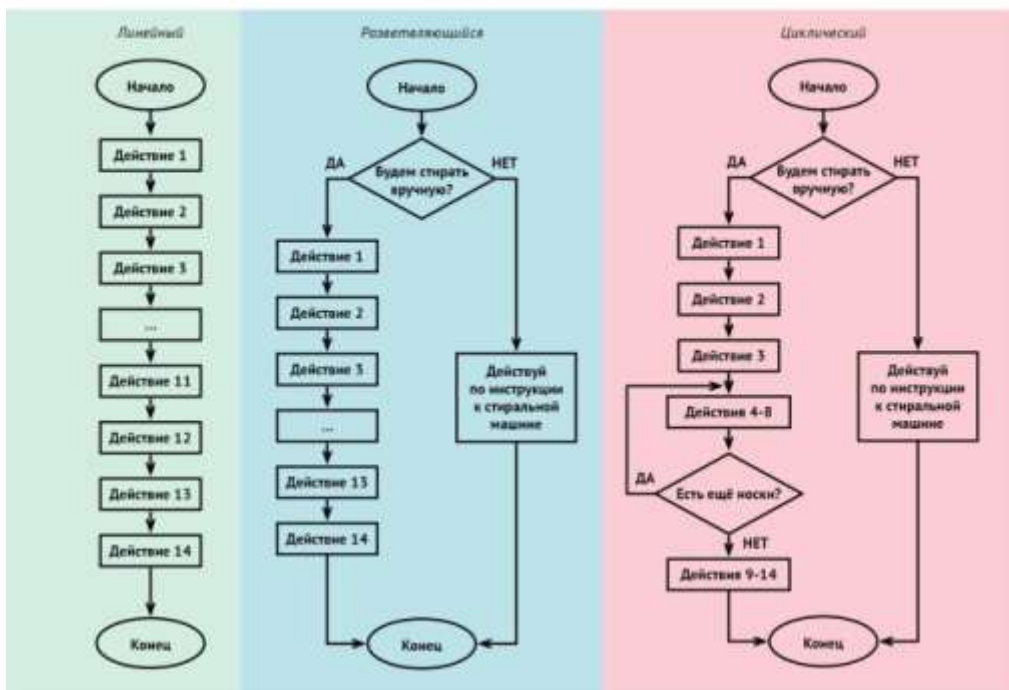 Линейный
Начало
Действие 1
Действие 2
Действие 3
...
Действие 11
Действие 12
Действие 13
Действие 14
Конец
Разветвляющийся
Начало
Будем стирать
вручную?
ДА
НЕТ
Действие 1
Действие 2
Действие 3
...
Действие 13
Действие 14
Действуй
по инструкции
к стиральной
машине
Конец
Циклический
Начало
Будем стирать
вручную?
ДА
НЕТ
Действие 1
Действие 2
Действие 3
Действия 4-8
Есть ещё носки?
ДА
НЕТ
Действия 9-14
Действуй
по инструкции
к стиральной
машине
Конец